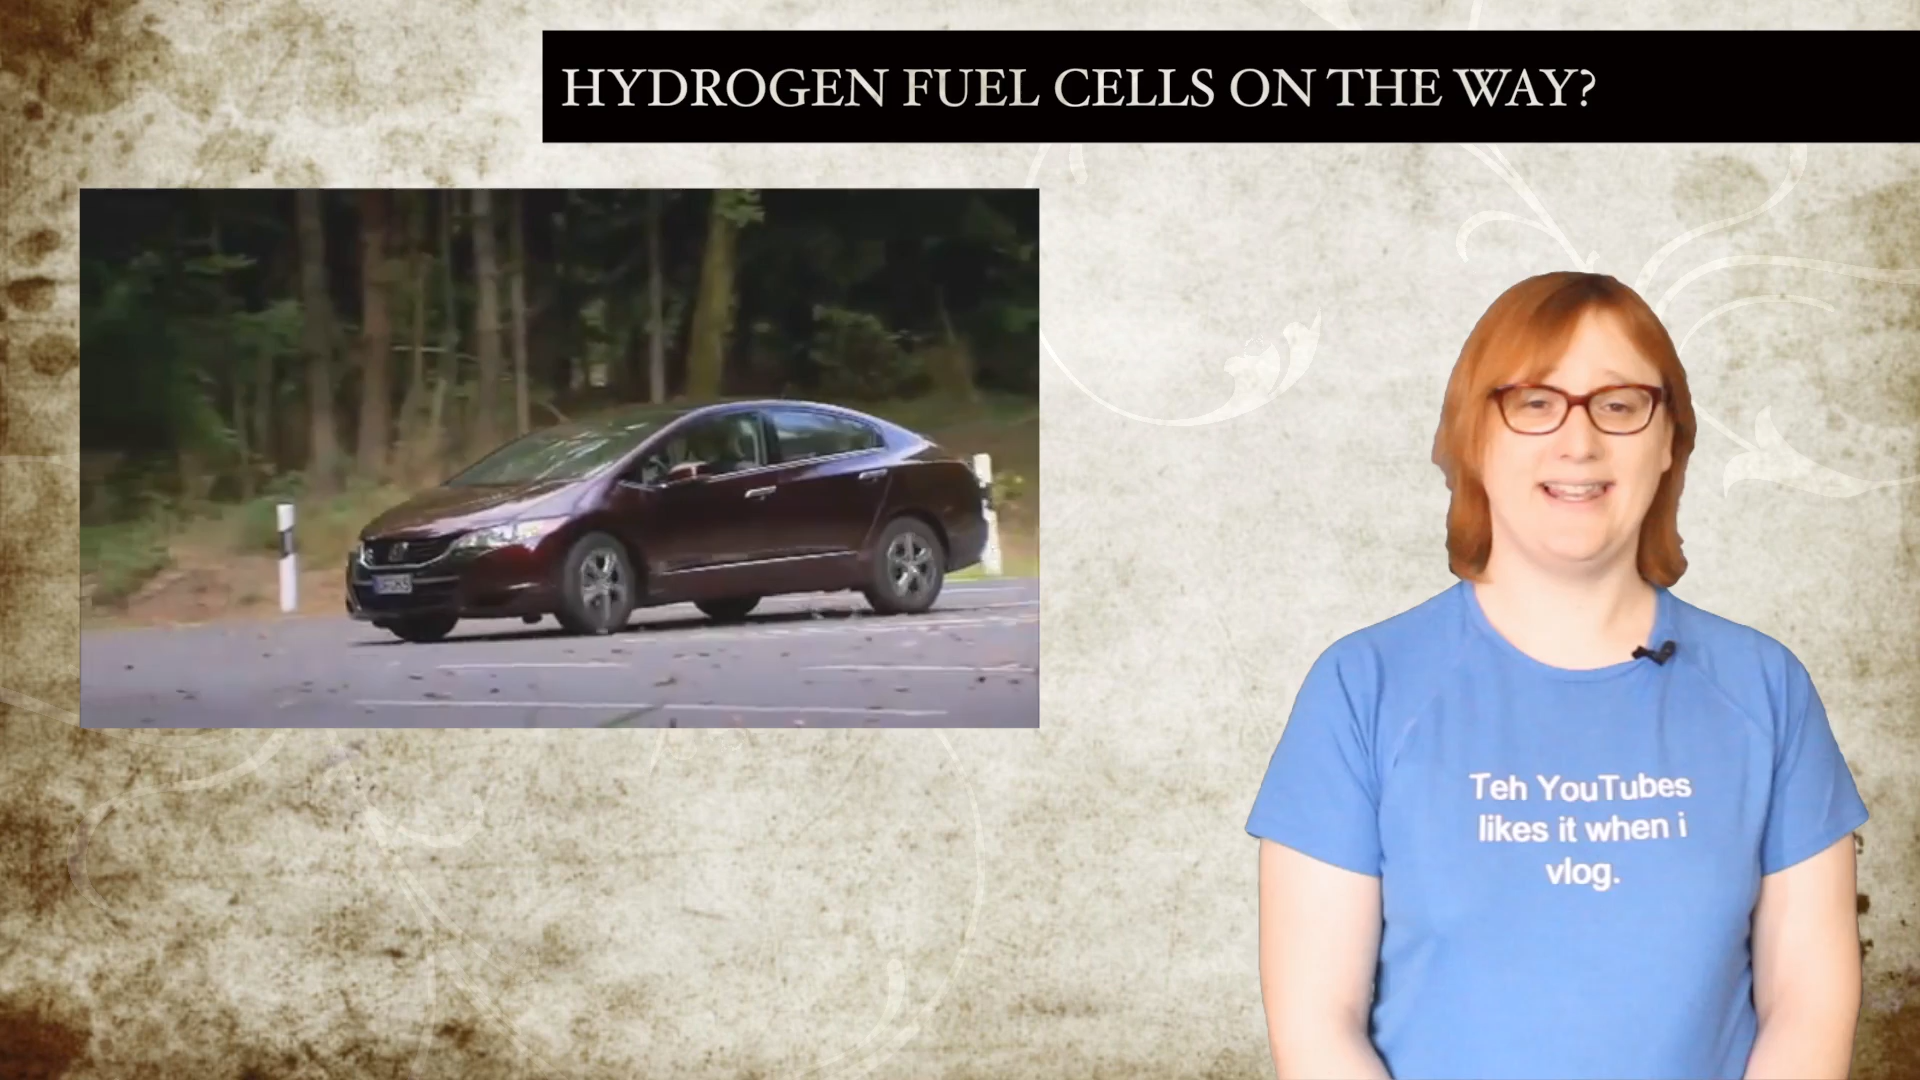 HYDROGEN FUEL CELLS ON THE WAY?
Teh YouTubes
likes it when i
vlog.